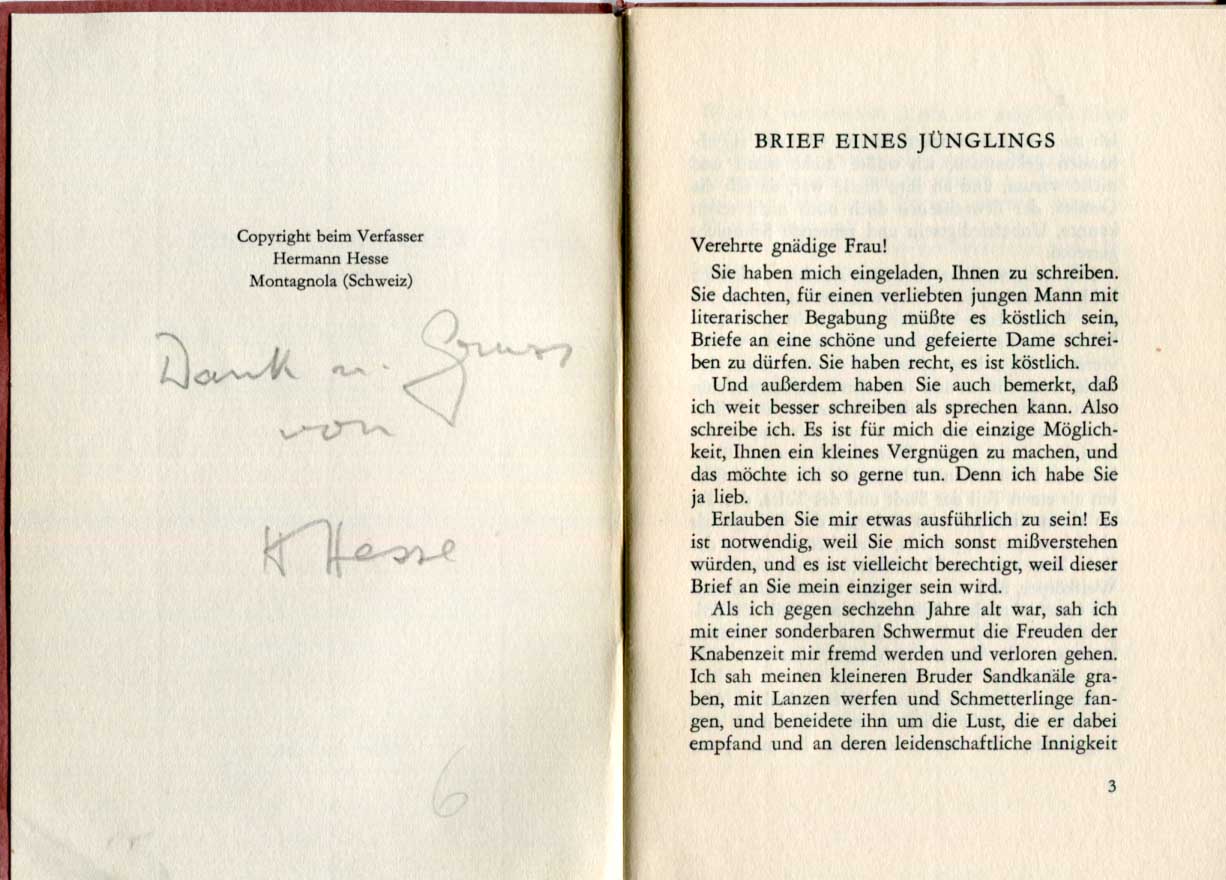 Copyright beim Verfasser
Hermann Hesse
Montagnola (Schweiz)
Dank u. Gruss
von
H Hesse
6
BRIEF EINES JÜNGLINGS
Verehrte gnädige Frau!
Sie haben mich eingeladen, Ihnen zu schreiben.
Sie dachten, für einen verliebten jungen Mann mit
literarischer Begabung müßte es köstlich sein,
Briefe an eine schöne und gefeierte Dame schrei-
ben zu dürfen. Sie haben recht, es ist köstlich.
Und außerdem haben Sie auch bemerkt, daß
ich weit besser schreiben als sprechen kann. Also
schreibe ich. Es ist für mich die einzige Möglich-
keit, Ihnen ein kleines Vergnügen zu machen, und
das möchte ich so gerne tun. Denn ich habe Sie
ja lieb.
Erlauben Sie mir etwas ausführlich zu sein! Es
ist notwendig, weil Sie mich sonst mißverstehen
würden, und es ist vielleicht berechtigt, weil dieser
Brief an Sie mein einziger sein wird.
Als ich gegen sechzehn Jahre alt war, sah ich
mit einer sonderbaren Schwermut die Freuden der
Knabenzeit mir fremd werden und verloren gehen.
Ich sah meinen kleineren Bruder Sandkanäle gra-
ben, mit Lanzen werfen und Schmetterlinge fan-
gen, und beneidete ihn um die Lust, die er dabei
empfand und an deren leidenschaftliche Innigkeit
3